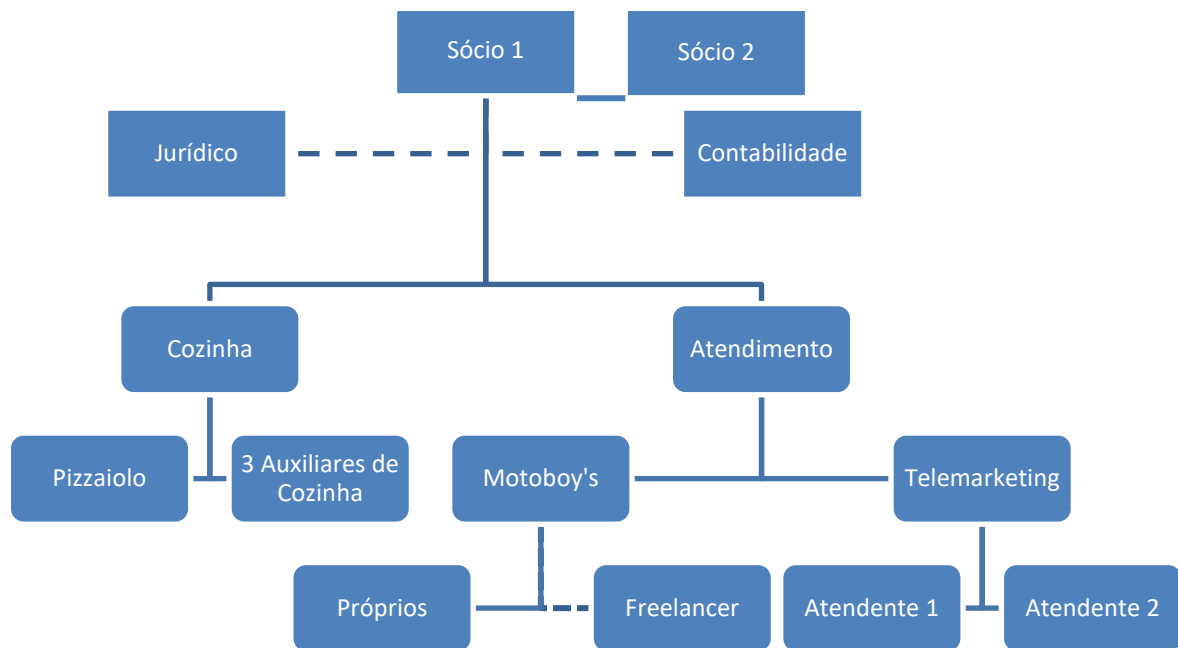 Sócio 1
Sócio 2
Jurídico
Contabilidade
Cozinha
Atendimento
Pizzaiolo
3 Auxiliares de
Cozinha
Motoboy's
Telemarketing
Próprios
Freelancer
Atendente 1
Atendente 2